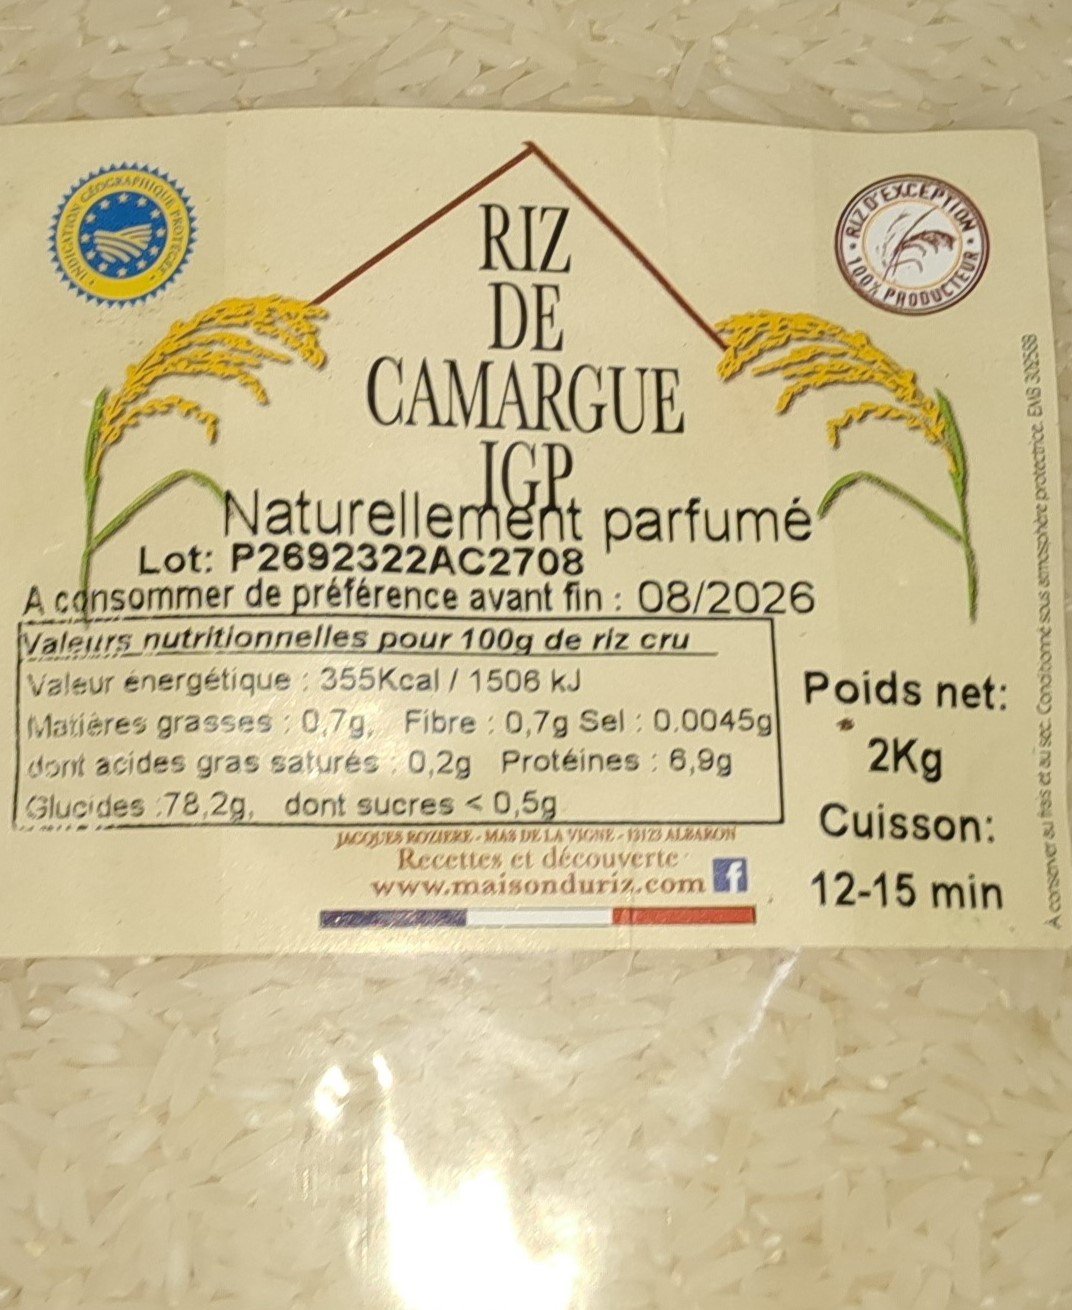 INDICATION GÉOGRAPHIQUE PROTÉGÉE
RIZ D'EXCEPTION
100% PRODUCTEUR
RIZ
DE
CAMARGUE
IGP
Naturellement parfumé
Lot: P2692322AC2708
A consommer de préférence avant fin : 08/2026
Valeurs nutritionnelles pour 100g de riz cru
Valeur énergétique : 355Kcal / 1506 kJ
Matières grasses : 0,7g, Fibre : 0,7g Sel : 0.0045g
dont acides gras saturés : 0,2g Protéines : 6,9g
Glucides :78,2g, dont sucres < 0,5g
Poids net:
2Kg
Cuisson:
12-15 min
JACQUES ROZIERE - MAS DE LA VIGNE - 13123 ALBARON
Recettes et découverte
www.maisonduriz.com f
A conserver au frais et au sec. Conditionné sous atmosphère protectrice. EMB 30258B